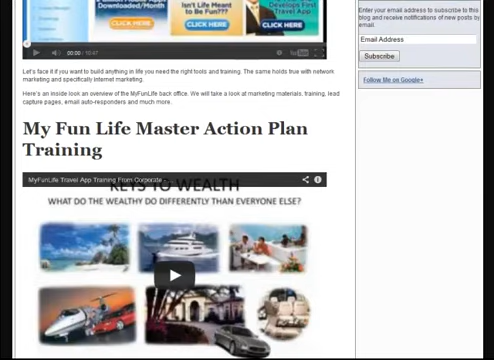 Downloaded/Month
Isn't Life Meant
to Be Fun??
Develops First
Travel App
CLICK HERE
CLICK HERE
CLICK HERE
00:00 / 10:47
Enter your email address to subscribe to this
blog and receive notifications of new posts by
email.
Email Address
Subscribe
Follow Me on Google+
Let's face it if you want to build anything in life you need the right tools and training. The same holds true with network
marketing and specifically internet marketing.
Here's an inside look an overview of the MyFunLife back office. We will take a look at marketing materials, training, lead
capture pages, email auto-responders and much more.
My Fun Life Master Action Plan
Training
MyFunLife Travel App Training From Corporate
KEYS TO WEALTH
WHAT DO THE WEALTHY DO DIFFERENTLY THAN EVERYONE ELSE?